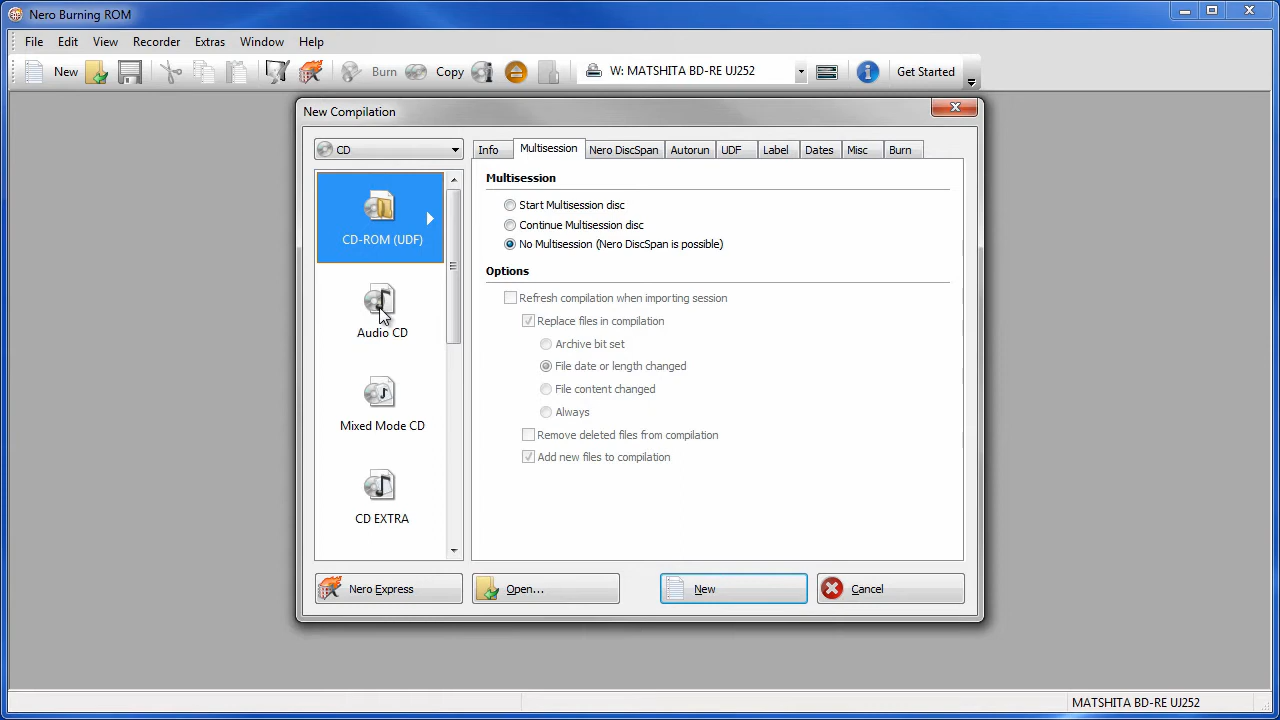 Nero Burning ROM
File Edit View Recorder Extras Window Help
New Burn Copy W: MATSHITA BD-RE UJ252 Get Started
New Compilation
CD
Info Multisession Nero DiscSpan Autorun UDF Label Dates Misc Burn
CD-ROM (UDF)
Audio CD
Mixed Mode CD
CD EXTRA
Multisession
Start Multisession disc
Continue Multisession disc
No Multisession (Nero DiscSpan is possible)
Options
Refresh compilation when importing session
Replace files in compilation
Archive bit set
File date or length changed
File content changed
Always
Remove deleted files from compilation
Add new files to compilation
Nero Express Open... New Cancel
MATSHITA BD-RE UJ252